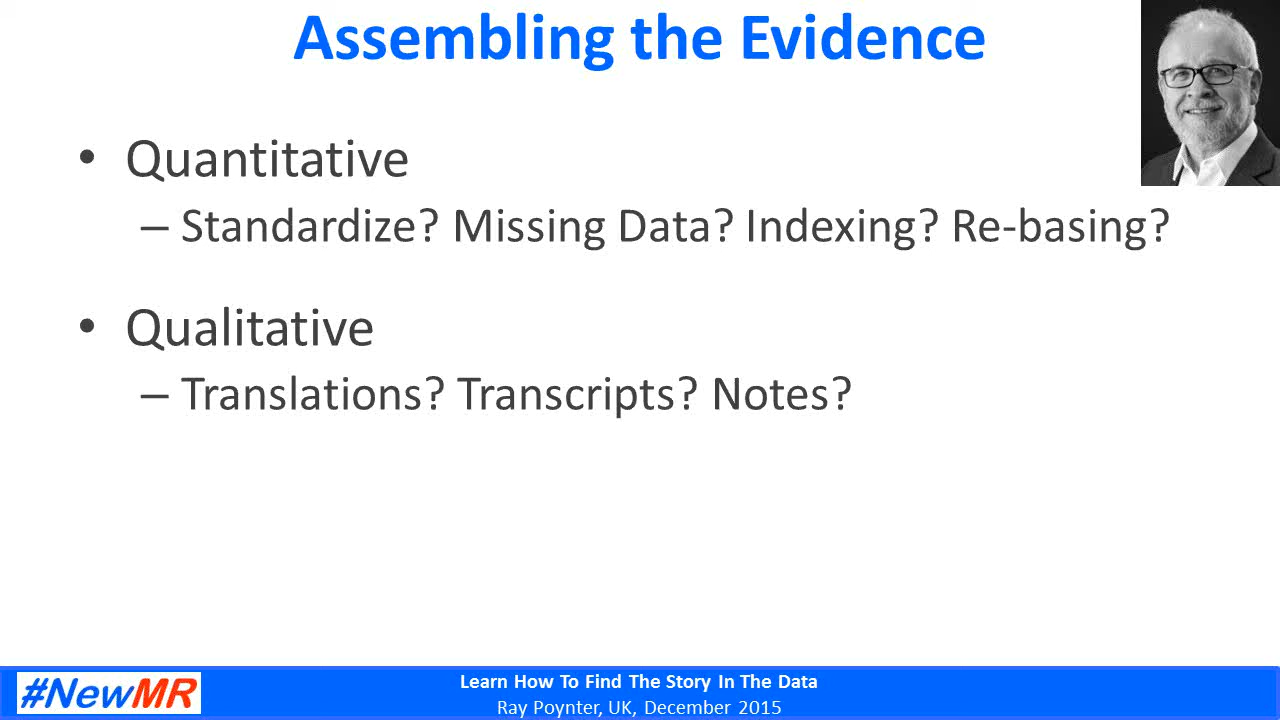 Assembling the Evidence
• Quantitative
– Standardize? Missing Data? Indexing? Re-basing?
• Qualitative
– Translations? Transcripts? Notes?
#NewMR
Learn How To Find The Story In The Data
Ray Poynter, UK, December 2015